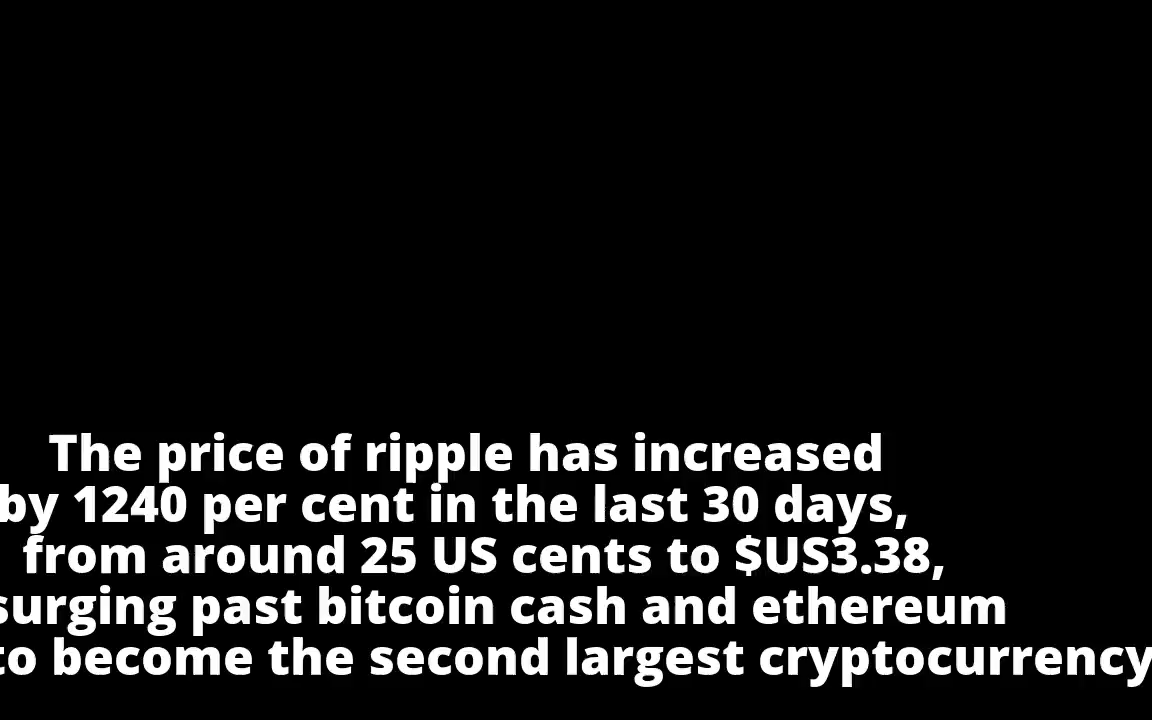 The price of ripple has increased
by 1240 per cent in the last 30 days,
from around 25 US cents to $US3.38,
surging past bitcoin cash and ethereum
to become the second largest cryptocurrency